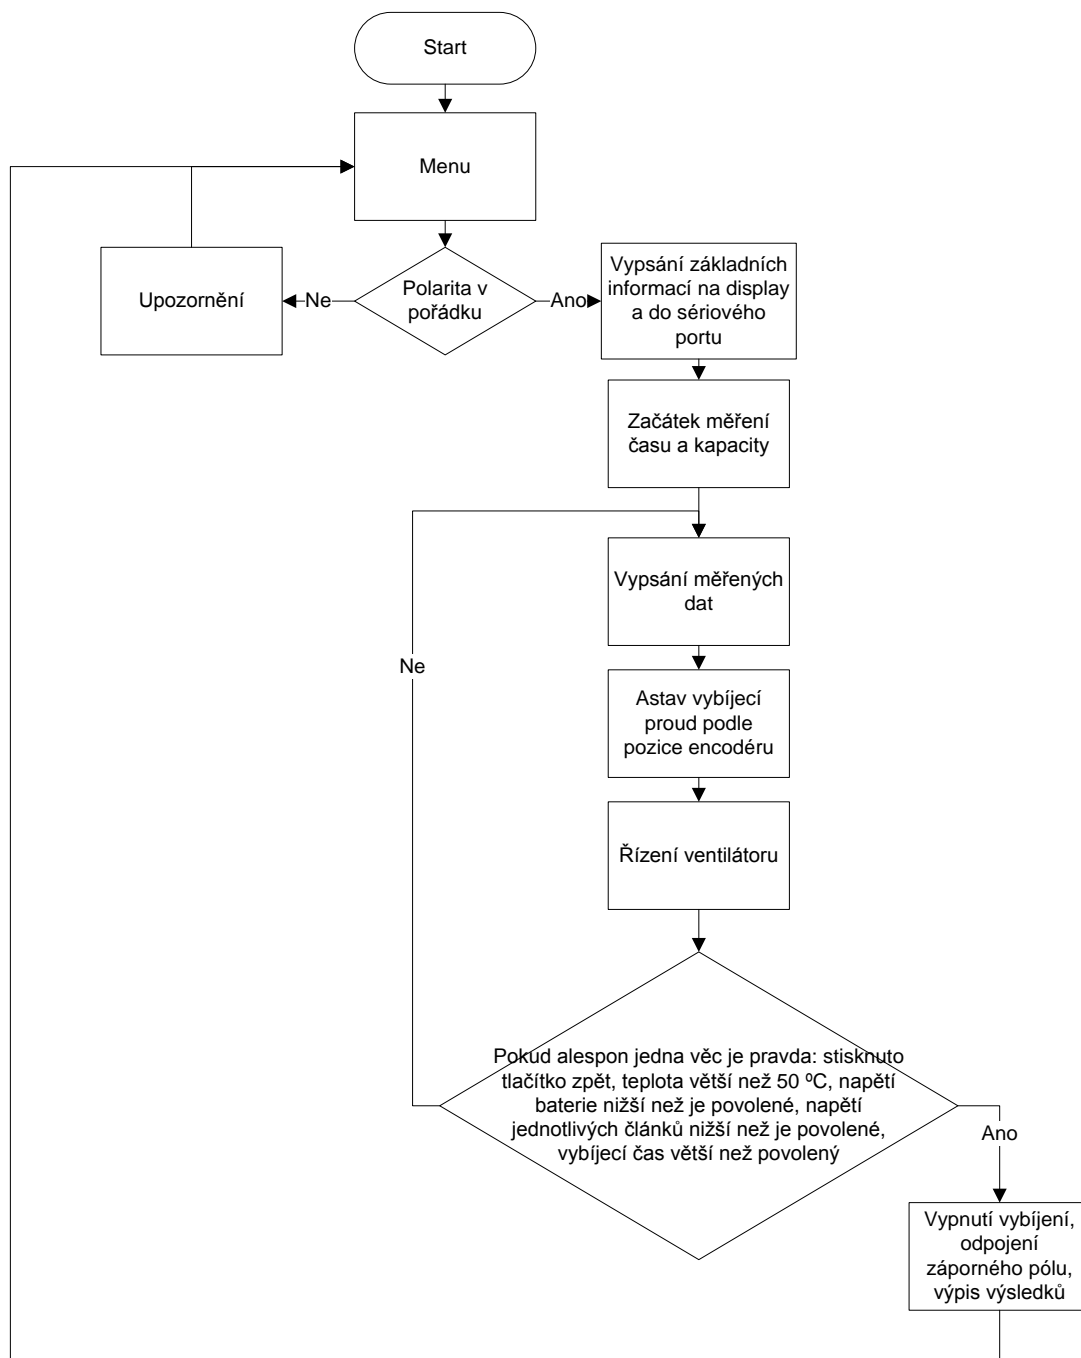 Start
Menu
Upozornění
Ne
Polarita v
pořádku
Ano
Vypsání základních
informací na display
a do sériového
portu
Začátek měření
času a kapacity
Vypsání měřených
dat
Ne
Astav vybíjecí
proud podle
pozice encodéru
Řízení ventilátoru
Pokud alespon jedna věc je pravda: stisknuto
tlačítko zpět, teplota větší než 50 ºC, napětí
baterie nižší než je povolené, napětí
jednotlivých článků nižší než je povolené,
vybíjecí čas větší než povolený
Ano
Vypnutí vybíjení,
odpojení
záporného pólu,
výpis výsledků